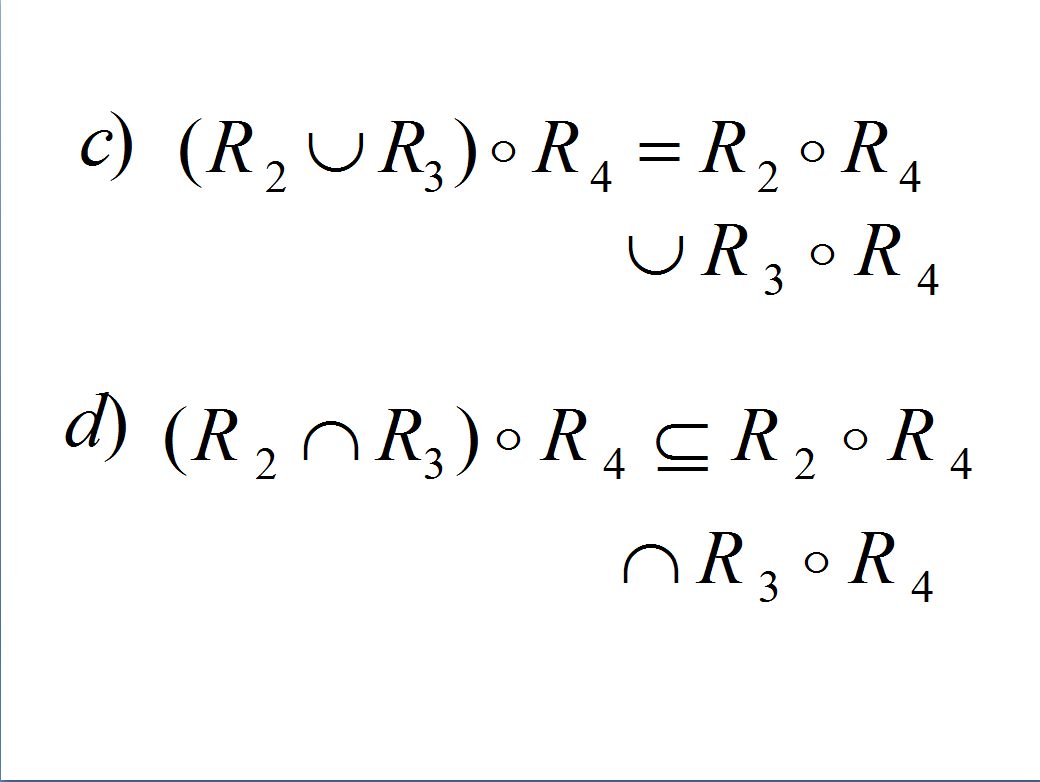 c) (R₂ ∪ R₃) ∘ R₄ = R₂ ∘ R₄
∪ R₃ ∘ R₄
d) (R₂ ∩ R₃) ∘ R₄ ⊆ R₂ ∘ R₄
∩ R₃ ∘ R₄